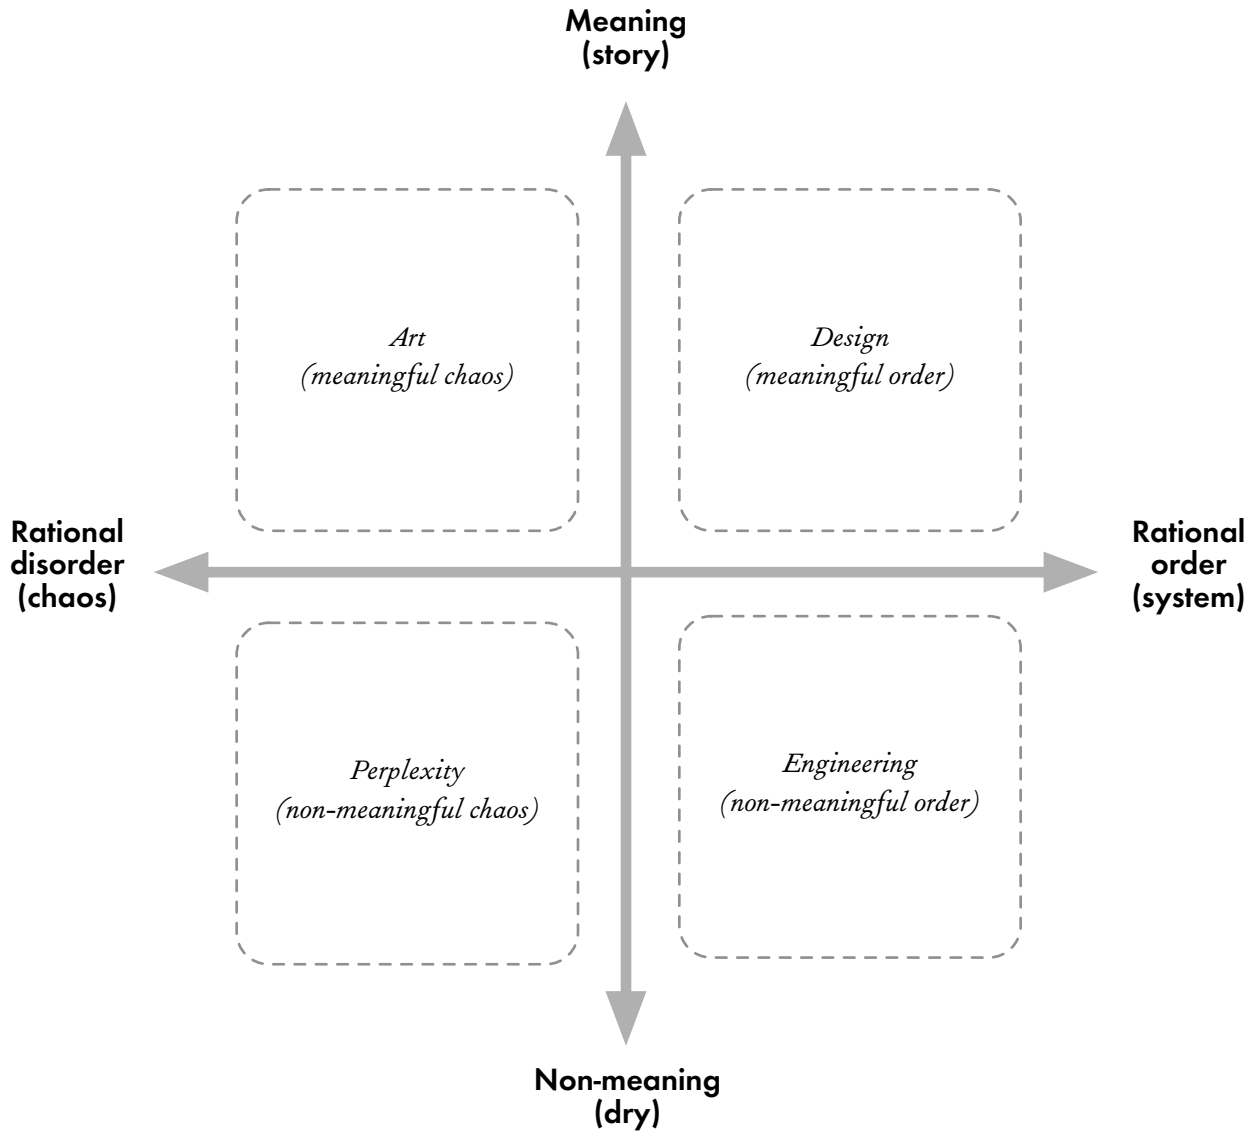 Meaning
(story)
Art
(meaningful chaos)
Design
(meaningful order)
Rational
disorder
(chaos)
Rational
order
(system)
Perplexity
(non-meaningful chaos)
Engineering
(non-meaningful order)
Non-meaning
(dry)